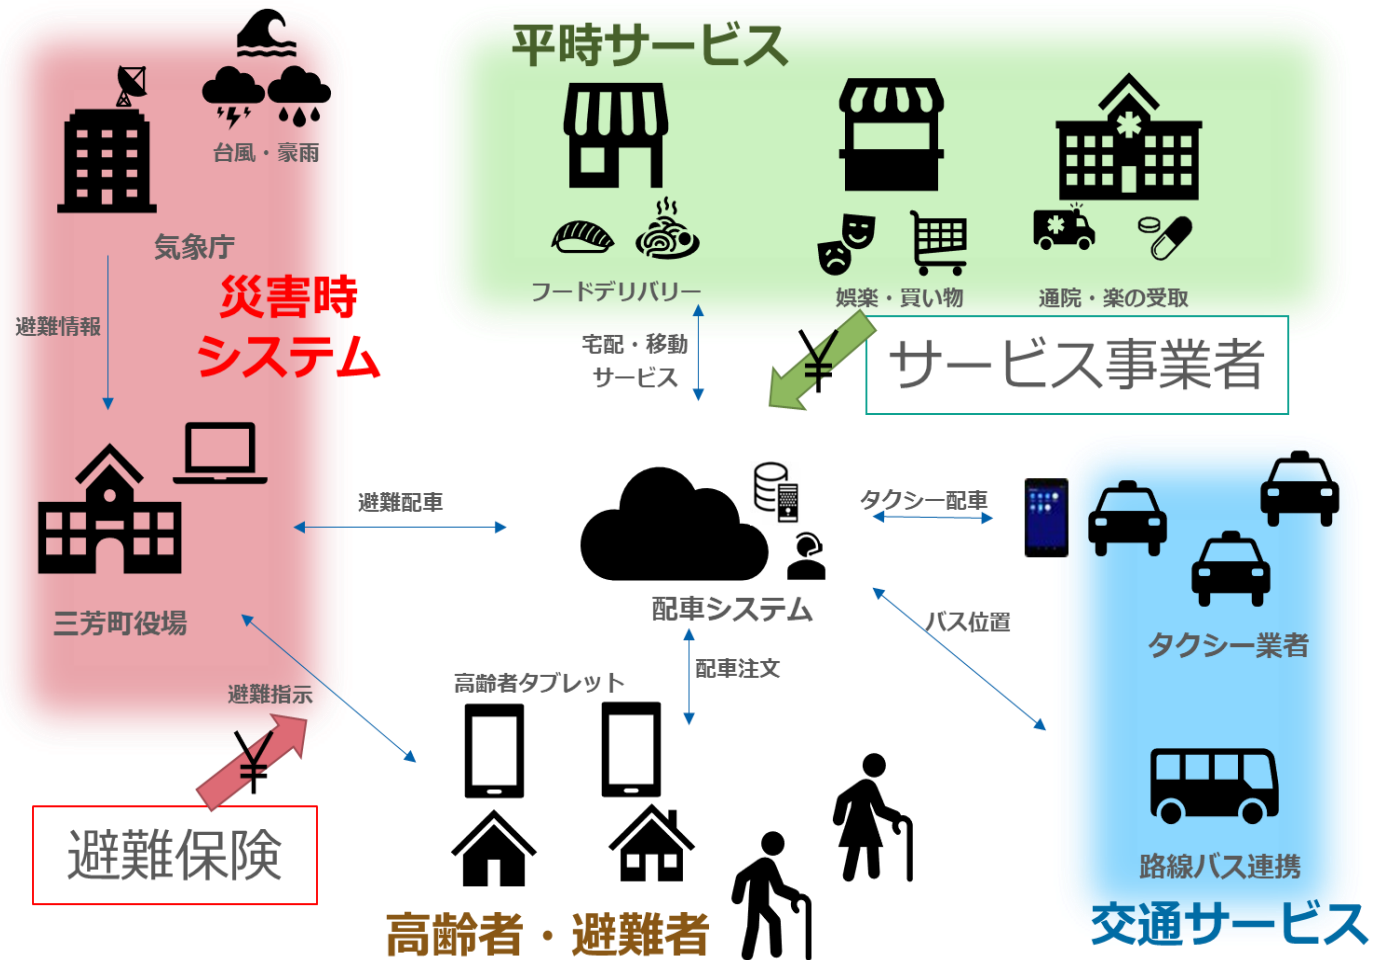 平時サービス
台風・豪雨
気象庁
災害時
システム
避難情報
フードデリバリー
娯楽・買い物
通院・楽の受取
宅配・移動
サービス
¥
サービス事業者
避難配車
タクシー配車
配車システム
バス位置
三芳町役場
タクシー業者
配車注文
高齢者タブレット
避難指示
¥
避難保険
路線バス連携
高齢者・避難者
交通サービス